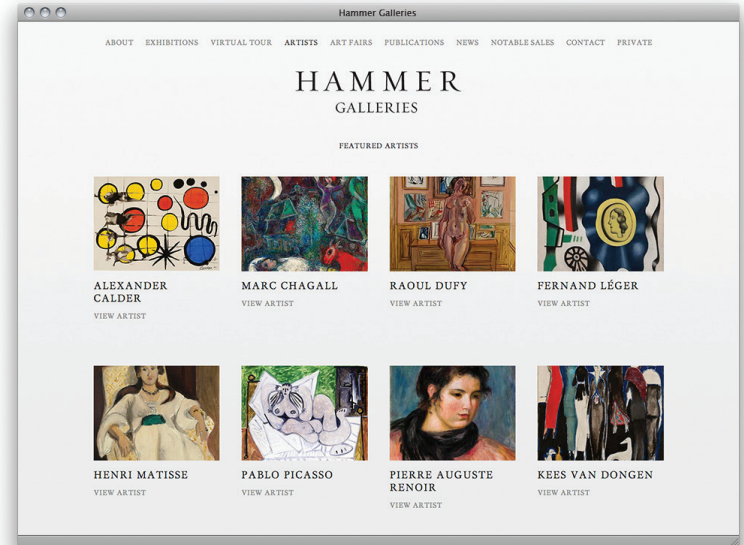 Hammer Galleries
ABOUT EXHIBITIONS VIRTUAL TOUR ARTISTS ART FAIRS PUBLICATIONS NEWS NOTABLE SALES CONTACT PRIVATE
HAMMER
GALLERIES
FEATURED ARTISTS
ALEXANDER
CALDER
VIEW ARTIST
MARC CHAGALL
VIEW ARTIST
RAOUL DUFY
VIEW ARTIST
FERNAND LÉGER
VIEW ARTIST
HENRI MATISSE
VIEW ARTIST
PABLO PICASSO
VIEW ARTIST
PIERRE AUGUSTE
RENOIR
VIEW ARTIST
KEES VAN DONGEN
VIEW ARTIST